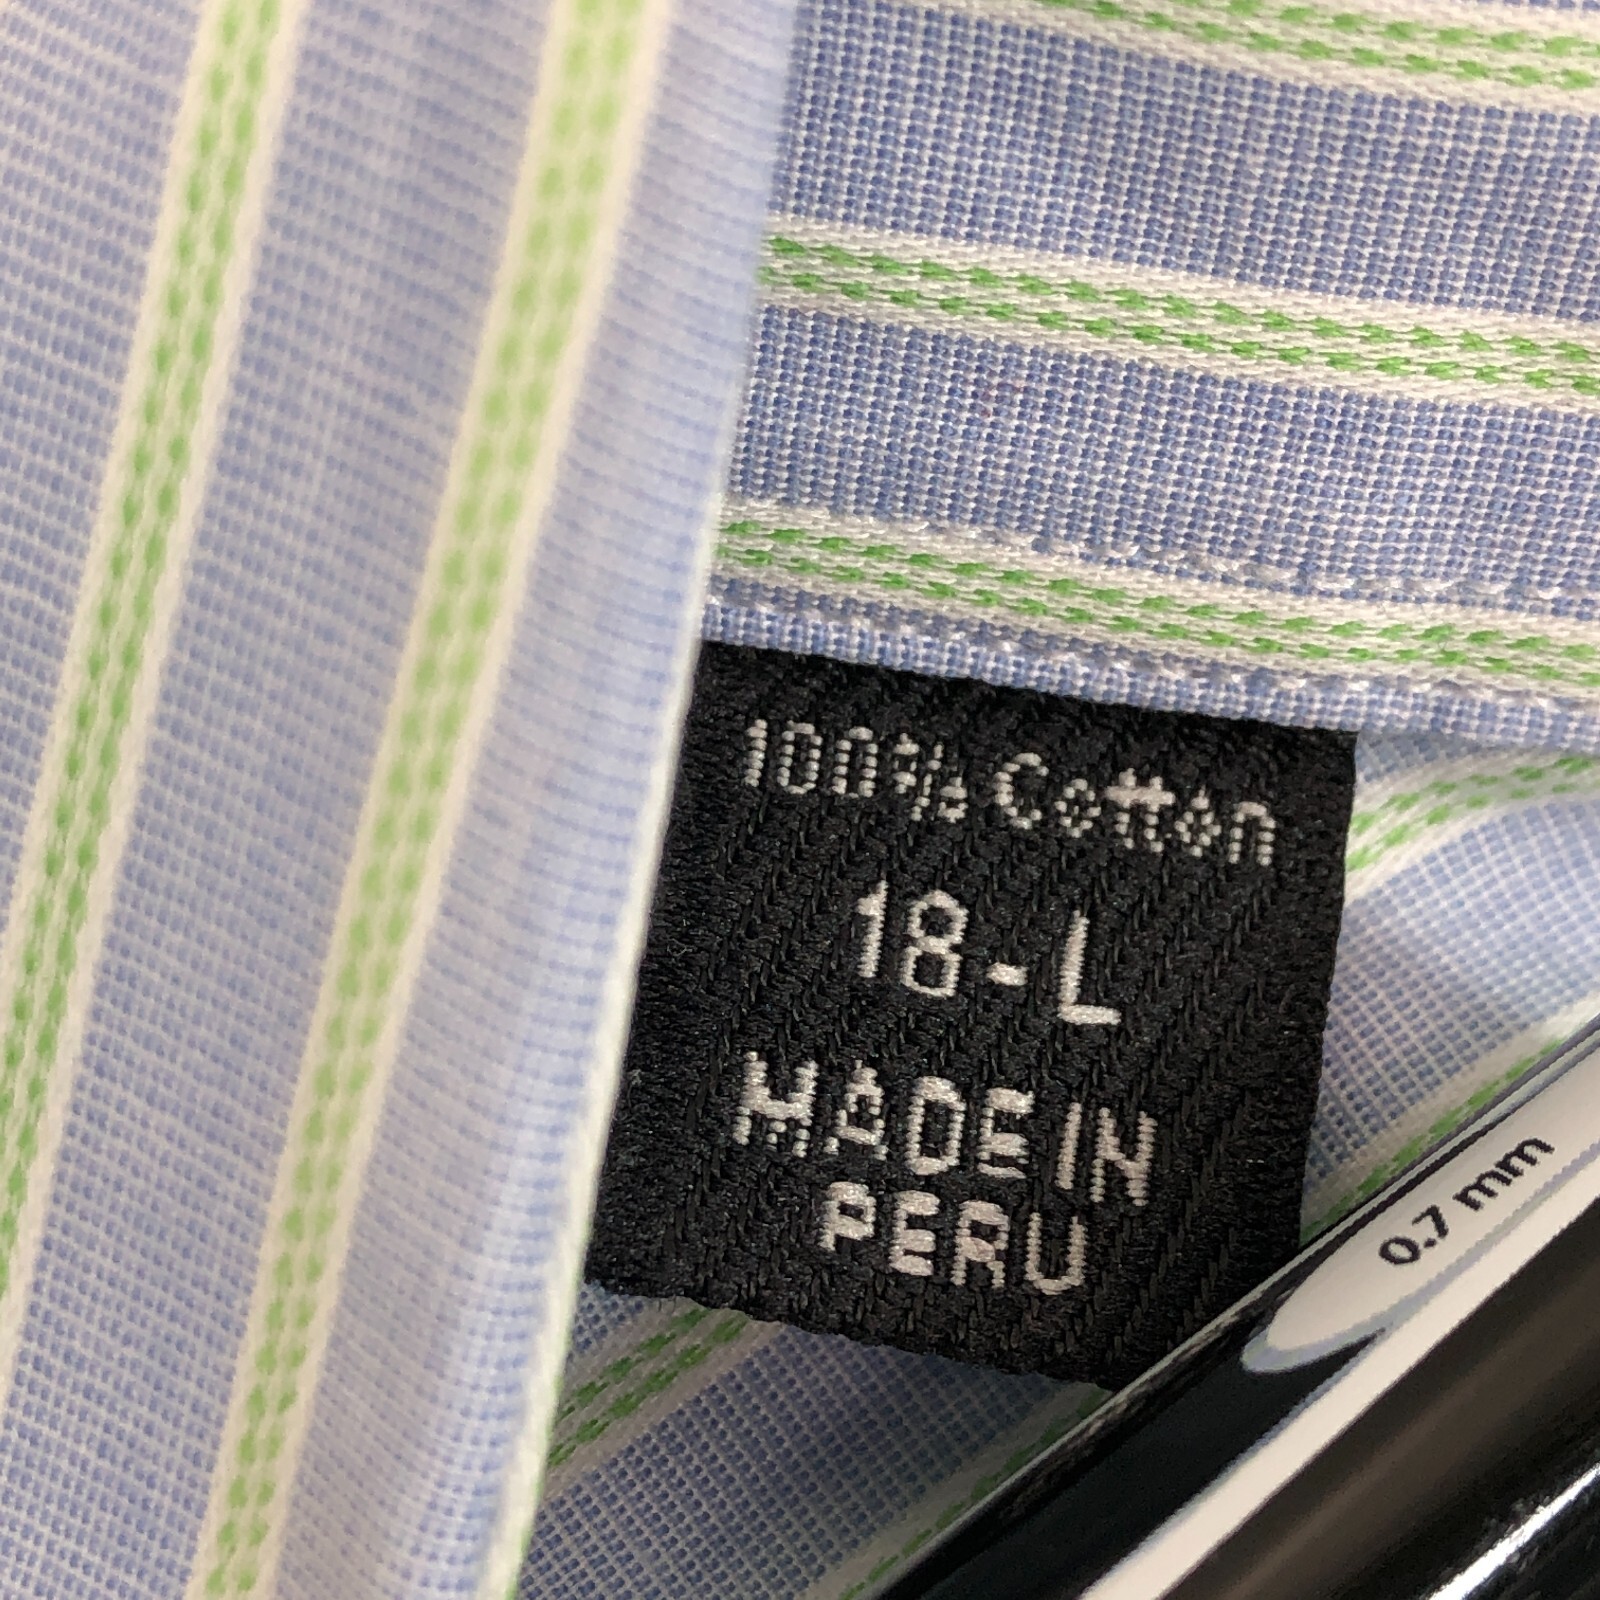 100% Cotton
18-L
MADE IN
PERU
0.7 mm